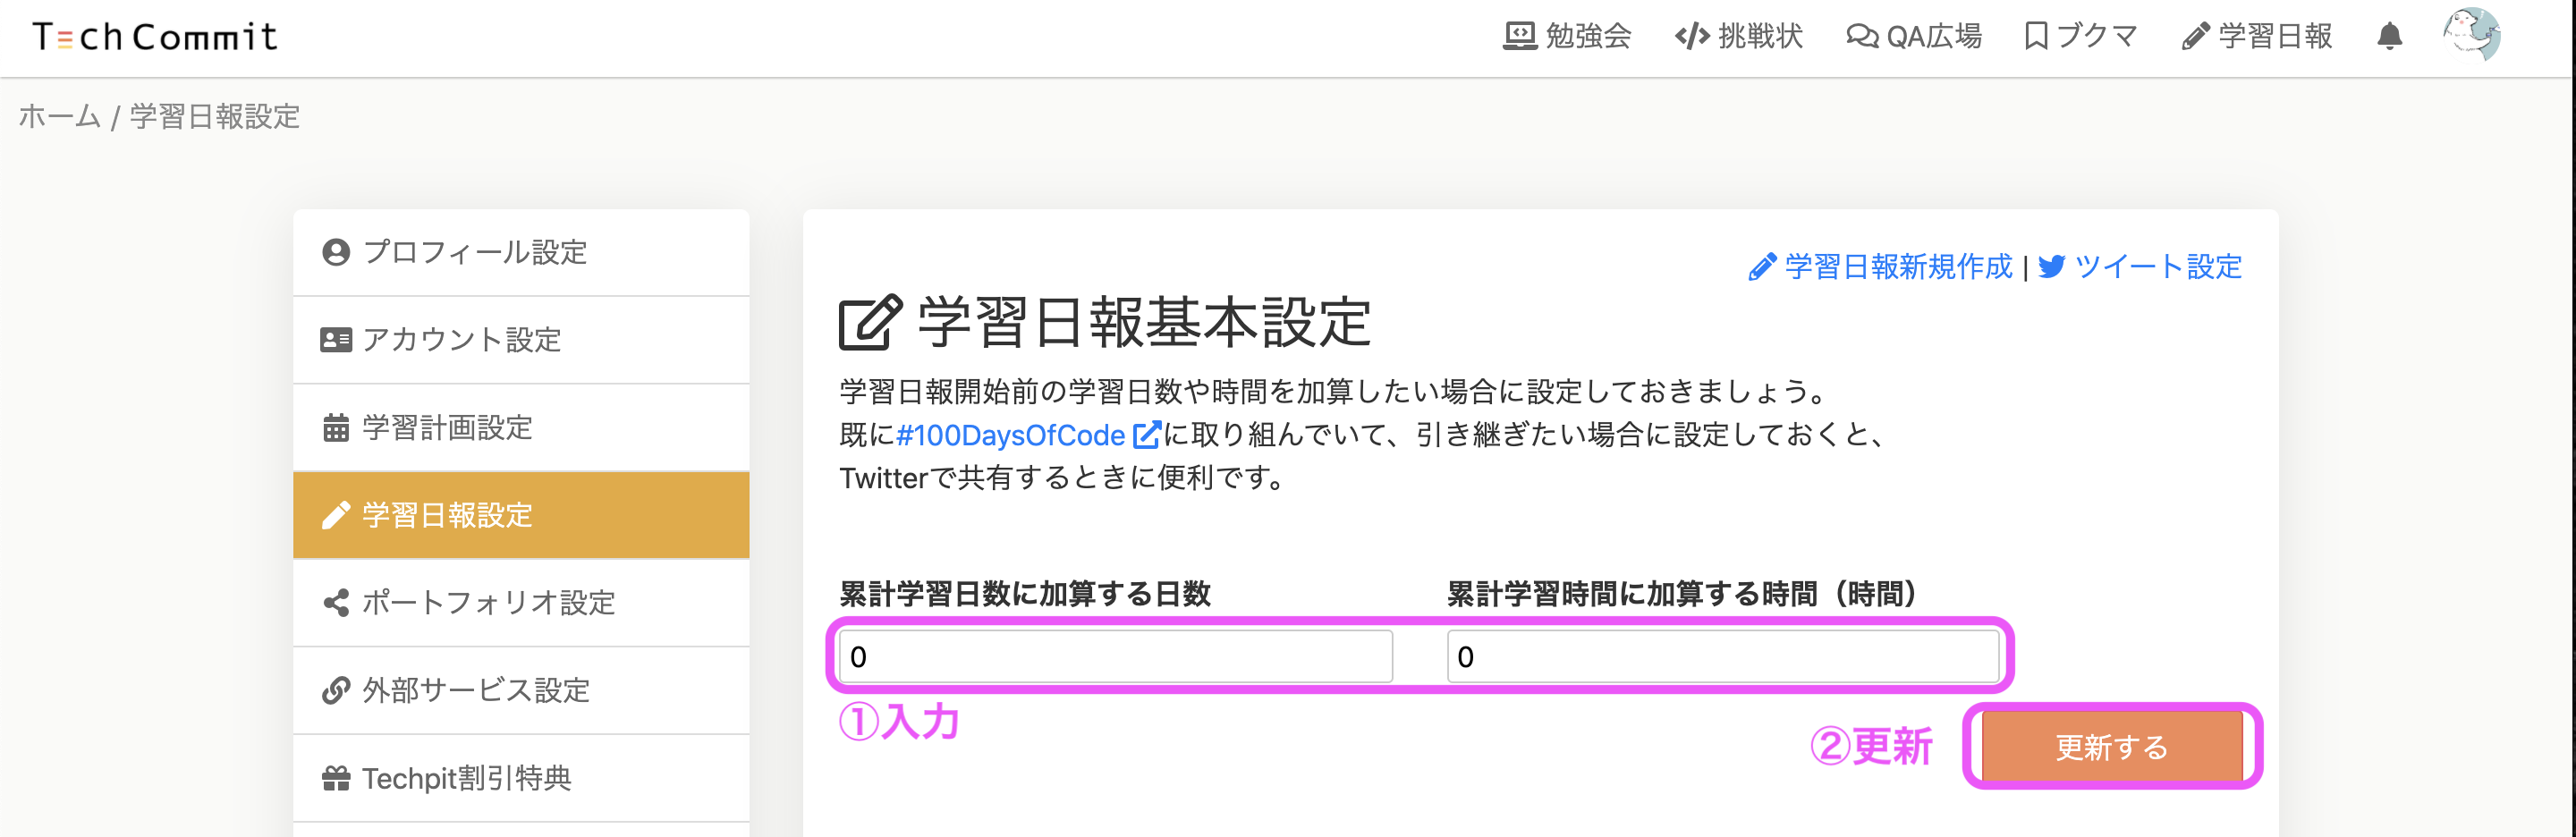 Tech Commit
勉強会 挑戦状 QA広場 ブクマ 学習日報
ホーム / 学習日報設定
プロフィール設定
アカウント設定
学習計画設定
学習日報設定
ポートフォリオ設定
外部サービス設定
Techpit割引特典
学習日報新規作成 | ツイート設定
学習日報基本設定
学習日報開始前の学習日数や時間を加算したい場合に設定しておきましょう。
既に#100DaysOfCodeに取り組んでいて、引き継ぎたい場合に設定しておくと、
Twitterで共有するときに便利です。
累計学習日数に加算する日数 累計学習時間に加算する時間（時間）
0 0
①入力
②更新 更新する